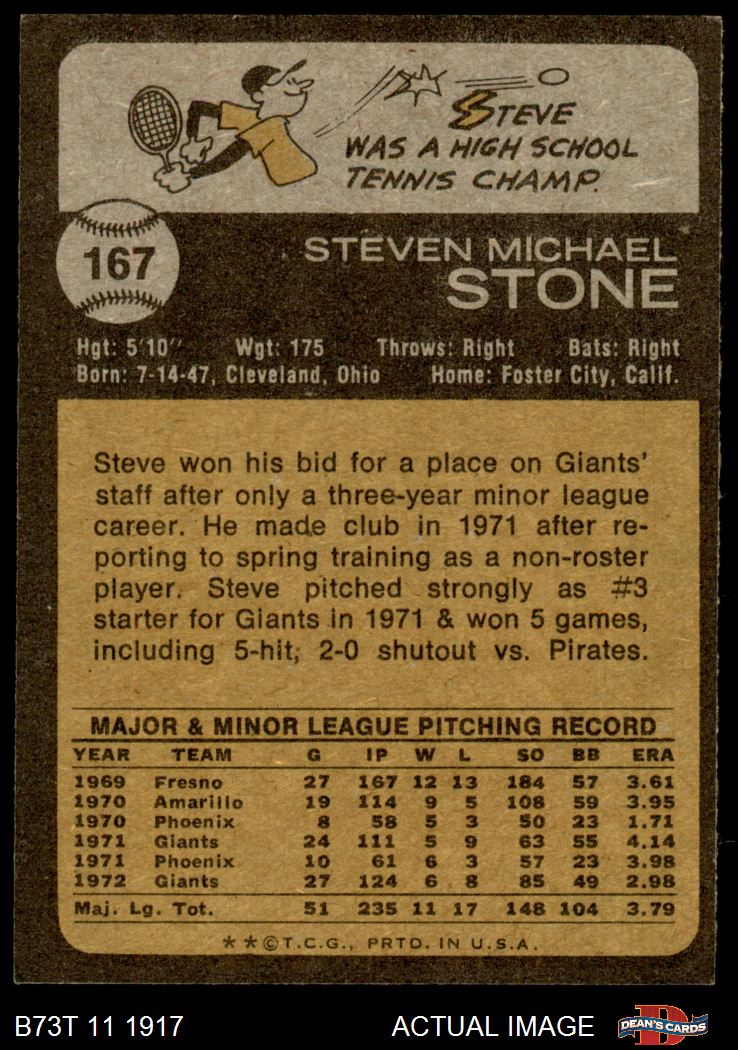 STEVE
WAS A HIGH SCHOOL
TENNIS CHAMP.
167
STEVEN MICHAEL
STONE
Hgt: 5'10" Wgt: 175 Throws: Right Bats: Right
Born: 7-14-47, Cleveland, Ohio Home: Foster City, Calif.
Steve won his bid for a place on Giants'
staff after only a three-year minor league
career. He made club in 1971 after re-
porting to spring training as a non-roster
player. Steve pitched strongly as #3
starter for Giants in 1971 & won 5 games,
including 5-hit, 2-0 shutout vs. Pirates.
MAJOR & MINOR LEAGUE PITCHING RECORD
YEAR TEAM G IP W L SO BB ERA
1969 Fresno 27 167 12 13 184 57 3.61
1970 Amarillo 19 114 9 5 108 59 3.95
1970 Phoenix 8 58 5 3 50 23 1.71
1971 Giants 24 111 5 9 63 55 4.14
1971 Phoenix 10 61 6 3 57 23 3.98
1972 Giants 27 124 6 8 85 49 2.98
Maj. Lg. Tot. 51 235 11 17 148 104 3.79
* * © T.C.G., PRTD. IN U.S.A.
B73T 11 1917 ACTUAL IMAGE DEAN'S CARDS